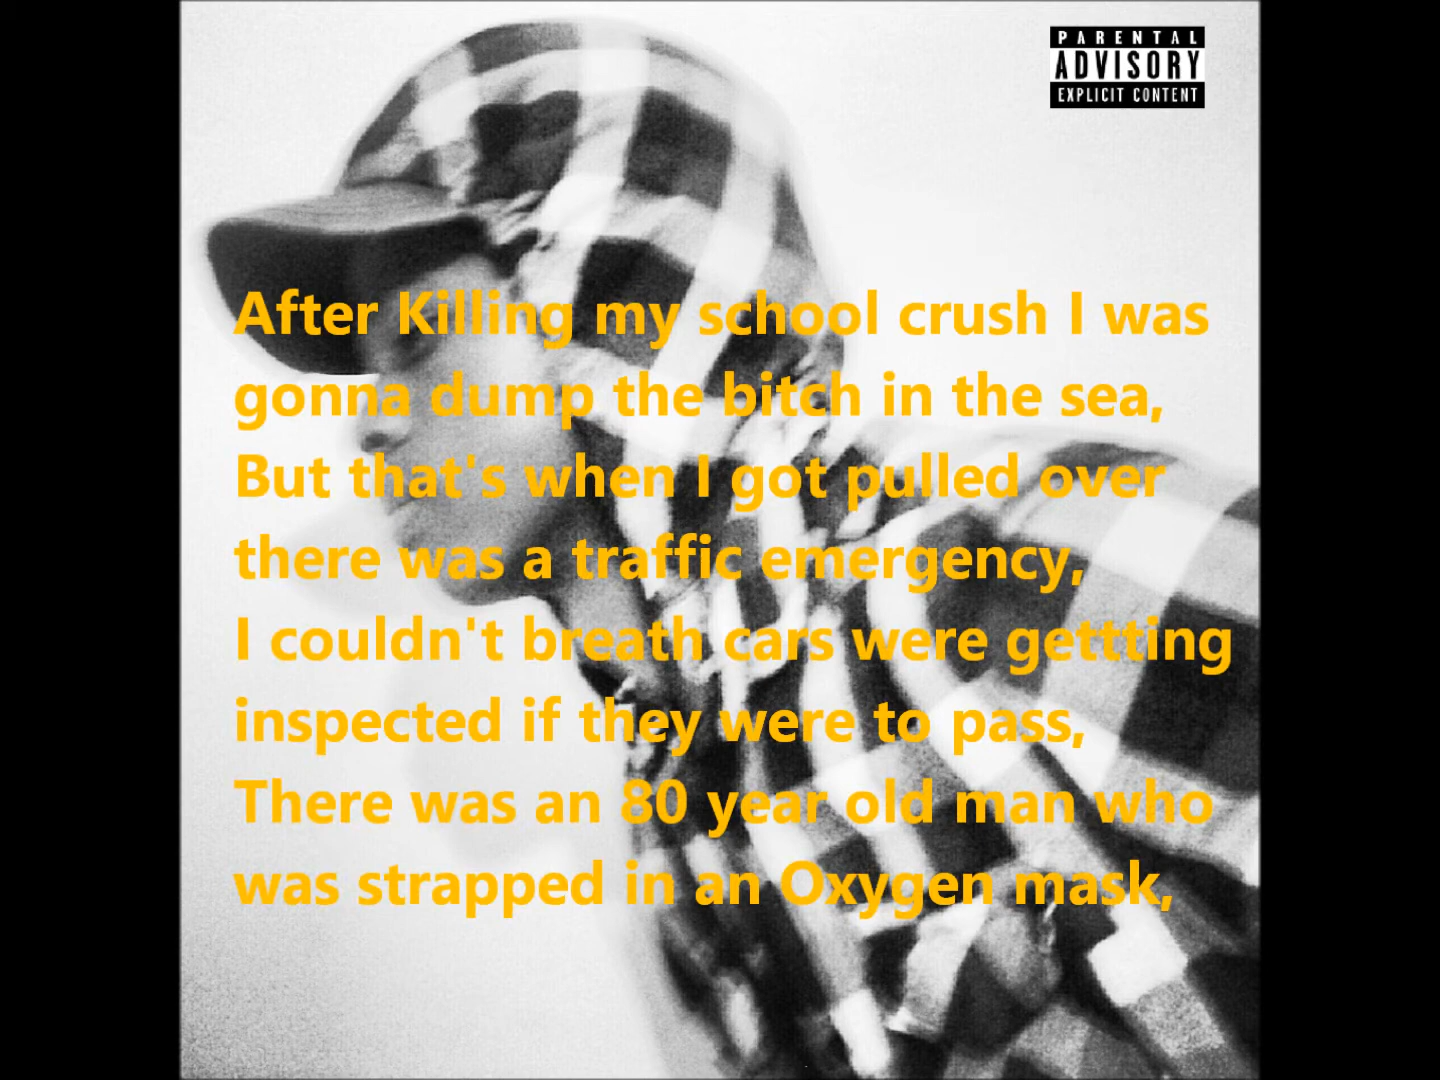 PARENTAL
ADVISORY
EXPLICIT CONTENT
After Killing my school crush I was
gonna dump the bitch in the sea,
But that's when I got pulled over
there was a traffic emergency,
I couldn't breath cars were gettting
inspected if they were to pass,
There was an 80 year old man who
was strapped in an Oxygen mask,